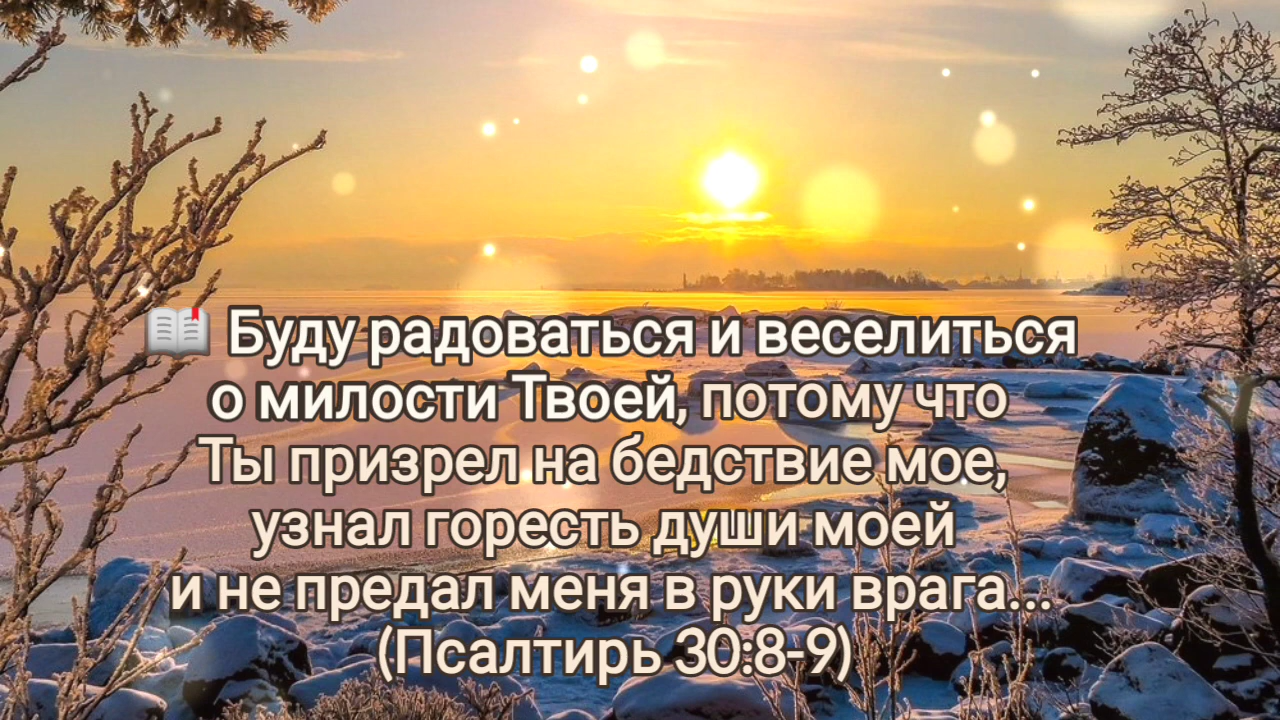 📖 Буду радоваться и веселиться
о милости Твоей, потому что
Ты призрел на бедствие мое,
узнал горесть души моей
и не предал меня в руки врага...
(Псалтирь 30:8-9)